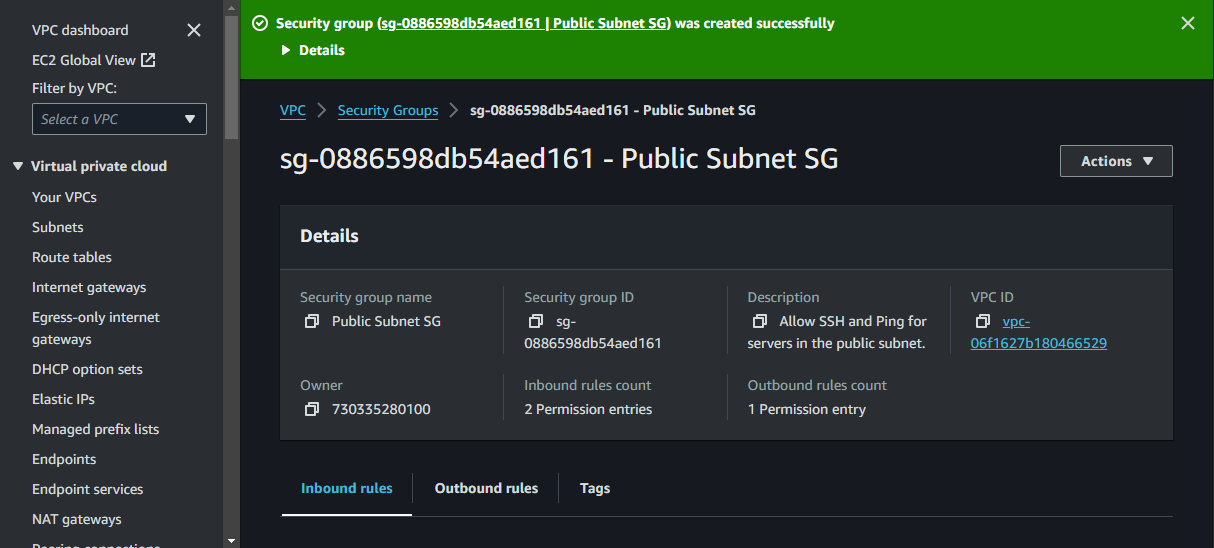 VPC dashboard
EC2 Global View
Filter by VPC:
Select a VPC
Virtual private cloud
Your VPCs
Subnets
Route tables
Internet gateways
Egress-only internet
gateways
DHCP option sets
Elastic IPs
Managed prefix lists
Endpoints
Endpoint services
NAT gateways
Peering connections
Security group (sg-0886598db54aed161 | Public Subnet SG) was created successfully
Details
VPC > Security Groups > sg-0886598db54aed161 - Public Subnet SG
sg-0886598db54aed161 - Public Subnet SG
Actions
Details
Security group name
Public Subnet SG
Security group ID
sg-
0886598db54aed161
Description
Allow SSH and Ping for
servers in the public subnet.
VPC ID
vpc-
06f1627b180466529
Owner
730335280100
Inbound rules count
2 Permission entries
Outbound rules count
1 Permission entry
Inbound rules
Outbound rules
Tags